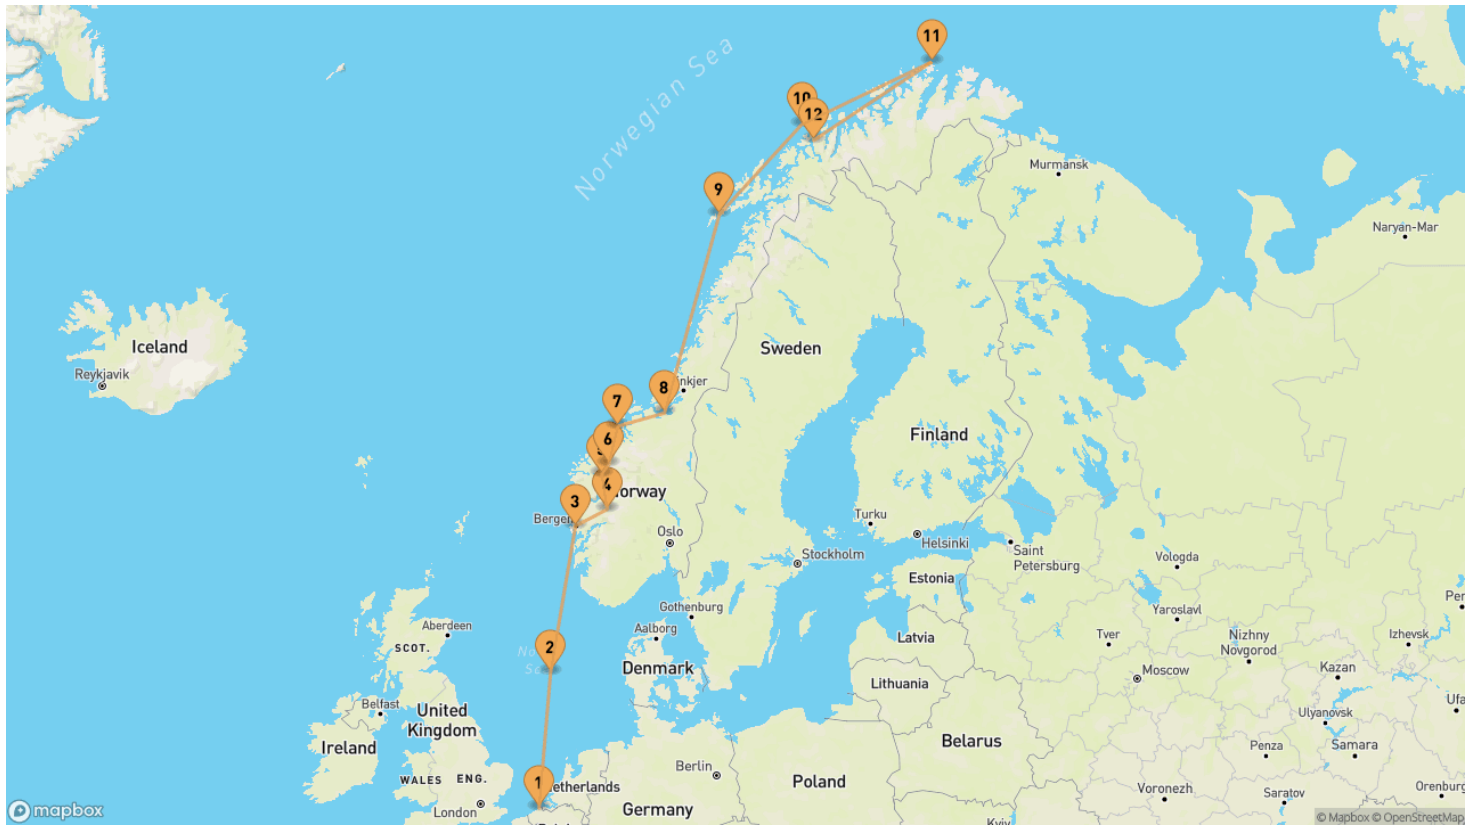 11
10
12
Norwegian Sea
Murmansk
9
Naryan-Mar
Iceland
Reykjavik
Sweden
8
nkjer
7
6
Finland
4
orway
3
Bergen
Oslo
Turku
Helsinki
Saint
Petersburg
Stockholm
Vologda
Estonia
Gothenburg
Yaroslavl
Aalborg
Aberdeen
SCOT.
2
Latvia
Tver
Nizhny
Novgorod
Izhevsk
Denmark
Moscow
Kazan
Lithuania
Belfast
United
Kingdom
Ulyanovsk
Ufa
Ireland
Belarus
Penza
Samara
WALES
ENG.
1
etherlands
Berlin
Poland
Voronezh
Saratov
Orenburg
London
Germany
mapbox
© Mapbox © OpenStreetMap